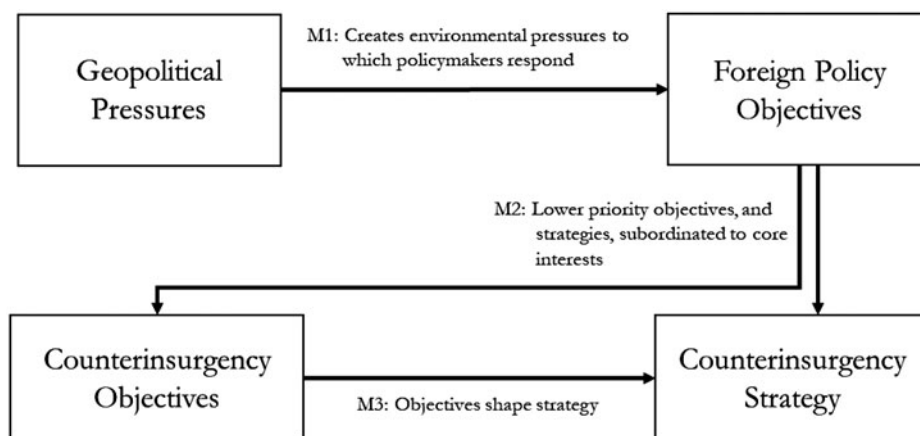 Geopolitical
Pressures
M1: Creates environmental pressures to
which policymakers respond
Foreign Policy
Objectives
M2: Lower priority objectives, and
strategies, subordinated to core
interests
Counterinsurgency
Objectives
M3: Objectives shape strategy
Counterinsurgency
Strategy